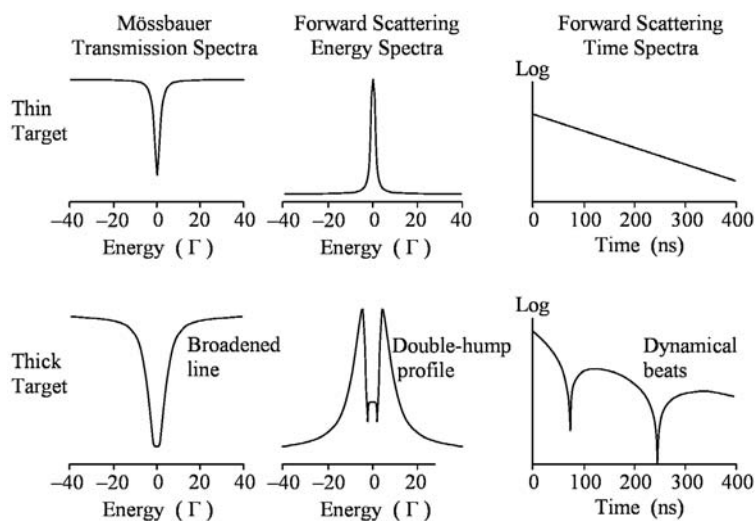 Mössbauer
Transmission Spectra
Forward Scattering
Energy Spectra
Forward Scattering
Time Spectra
Thin
Target
−40 −20 0 20 40
Energy ( Γ )
−40 −20 0 20 40
Energy ( Γ )
Log
0 100 200 300 400
Time (ns)
Thick
Target
Broadened
line
−40 −20 0 20 40
Energy ( Γ )
Double-hump
profile
−40 −20 0 20 40
Energy ( Γ )
Log
Dynamical
beats
0 100 200 300 400
Time (ns)